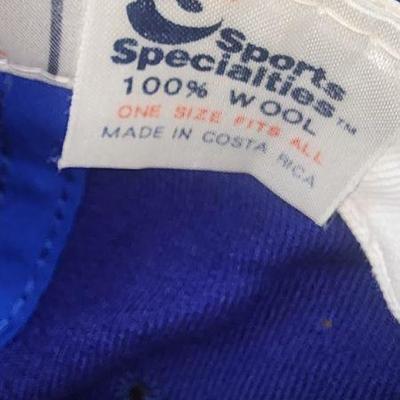 Sports
Specialties™
100% WOOL
ONE SIZE FITS ALL
MADE IN COSTA RICA